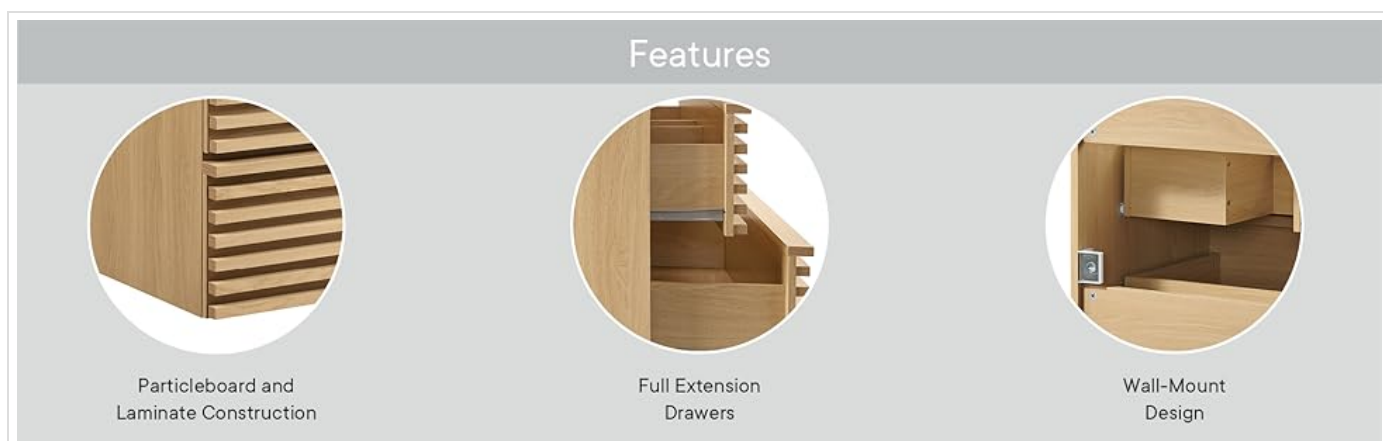 Features
Particleboard and
Laminate Construction
Full Extension
Drawers
Wall-Mount
Design